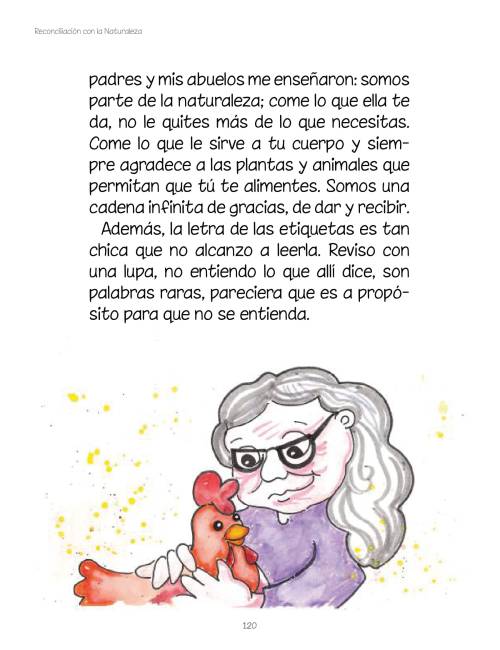 Reconciliación con la Naturaleza
padres y mis abuelos me enseñaron: somos
parte de la naturaleza; come lo que ella te
da, no le quites más de lo que necesitas.
Come lo que le sirve a tu cuerpo y siem-
pre agradece a las plantas y animales que
permitan que tú te alimentes. Somos una
cadena infinita de gracias, de dar y recibir.
Además, la letra de las etiquetas es tan
chica que no alcanzo a leerla. Reviso con
una lupa, no entiendo lo que allí dice, son
palabras raras, pareciera que es a propó-
sito para que no se entienda.
120